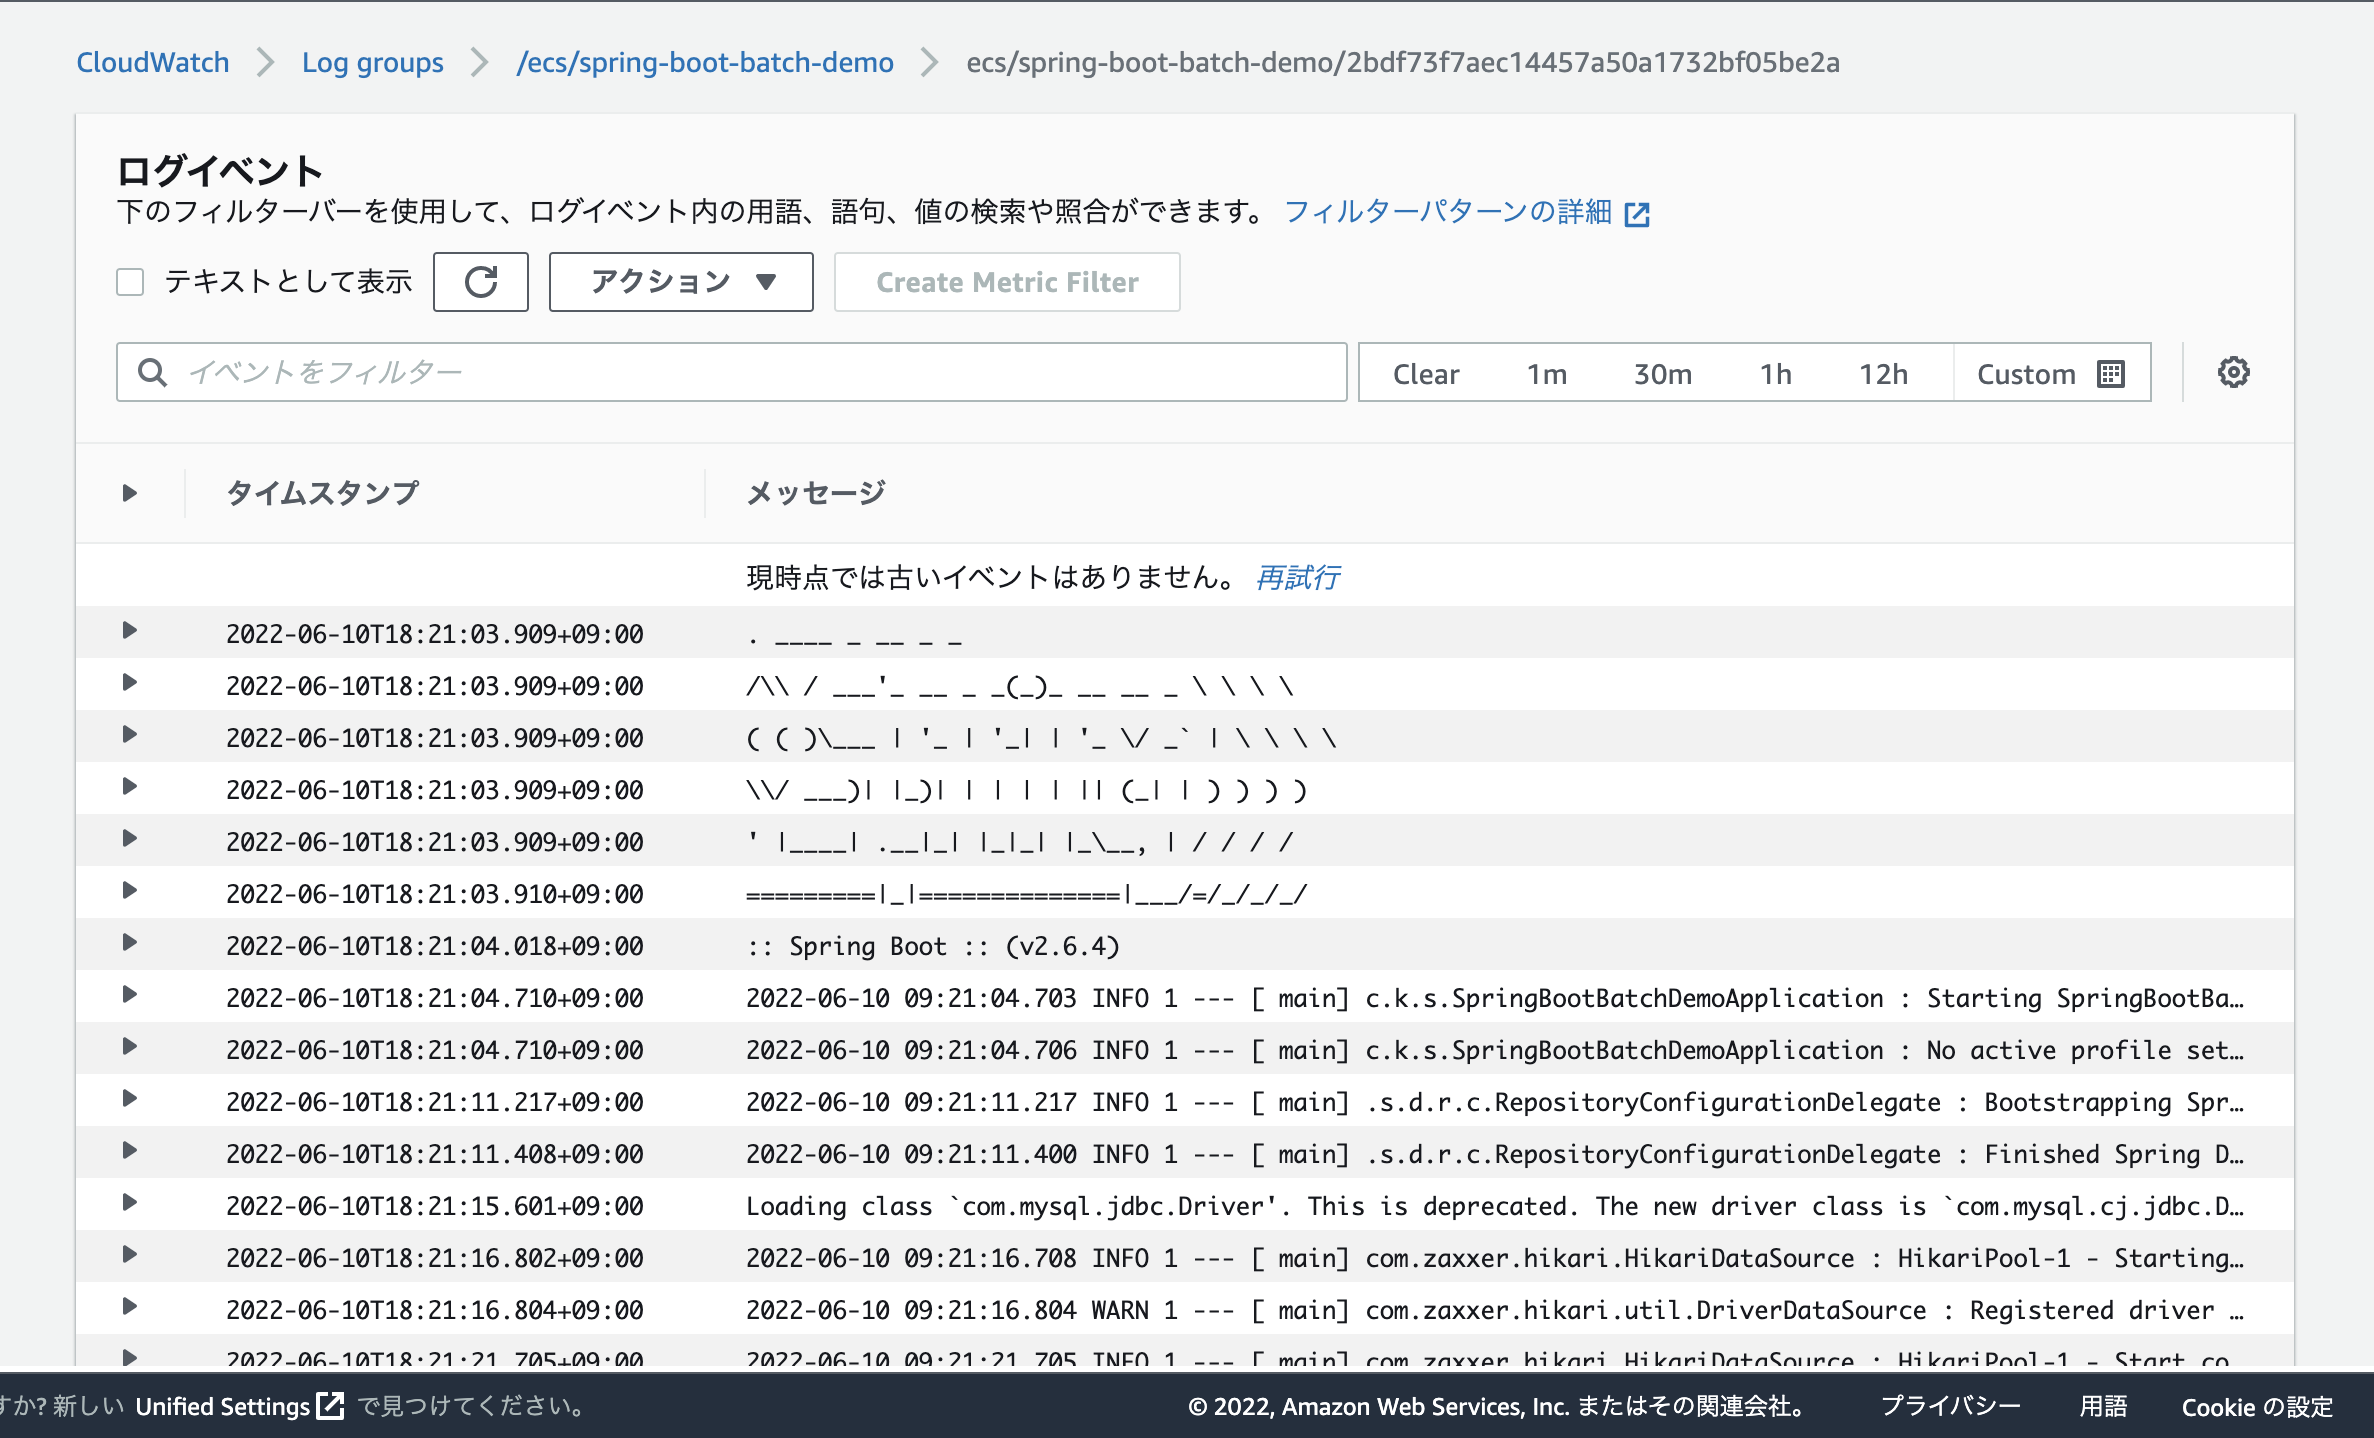 CloudWatch > Log groups > /ecs/spring-boot-batch-demo > ecs/spring-boot-batch-demo/2bdf73f7aec14457a50a1732bf05be2a
ログイベント
下のフィルターバーを使用して、ログイベント内の用語、語句、値の検索や照合ができます。 フィルターパターンの詳細
テキストとして表示 アクション ▼ Create Metric Filter
イベントをフィルター Clear 1m 30m 1h 12h Custom
タイムスタンプ メッセージ
現時点では古いイベントはありません。 再試行
2022-06-10T18:21:03.909+09:00 . ____ _ __ _ _
2022-06-10T18:21:03.909+09:00 /\\ / ___'_ __ _ _(_)_ __ __ _ \ \ \ \
2022-06-10T18:21:03.909+09:00 ( ( )\___ | '_ | '_| | '_ \/ _` | \ \ \ \
2022-06-10T18:21:03.909+09:00 \\/ ___)| |_)| | | | | || (_| | ) ) ) )
2022-06-10T18:21:03.909+09:00 ' |____| .__|_| |_|_| |_\__, | / / / /
2022-06-10T18:21:03.910+09:00 =========|_|==============|___/=/_/_/_/
2022-06-10T18:21:04.018+09:00 :: Spring Boot :: (v2.6.4)
2022-06-10T18:21:04.710+09:00 2022-06-10 09:21:04.703 INFO 1 --- [ main] c.k.s.SpringBootBatchDemoApplication : Starting SpringBootBa…
2022-06-10T18:21:04.710+09:00 2022-06-10 09:21:04.706 INFO 1 --- [ main] c.k.s.SpringBootBatchDemoApplication : No active profile set…
2022-06-10T18:21:11.217+09:00 2022-06-10 09:21:11.217 INFO 1 --- [ main] .s.d.r.c.RepositoryConfigurationDelegate : Bootstrapping Spr…
2022-06-10T18:21:11.408+09:00 2022-06-10 09:21:11.400 INFO 1 --- [ main] .s.d.r.c.RepositoryConfigurationDelegate : Finished Spring D…
2022-06-10T18:21:15.601+09:00 Loading class `com.mysql.jdbc.Driver'. This is deprecated. The new driver class is `com.mysql.cj.jdbc.D…
2022-06-10T18:21:16.802+09:00 2022-06-10 09:21:16.708 INFO 1 --- [ main] com.zaxxer.hikari.HikariDataSource : HikariPool-1 - Starting…
2022-06-10T18:21:16.804+09:00 2022-06-10 09:21:16.804 WARN 1 --- [ main] com.zaxxer.hikari.util.DriverDataSource : Registered driver …
2022-06-10T18:21:21.705+09:00 2022-06-10 09:21:21.705 INFO 1 --- [ main] com.zaxxer.hikari.HikariDataSource : HikariPool-1 - Start co
すか? 新しい Unified Settings で見つけてください。 © 2022, Amazon Web Services, Inc. またはその関連会社。 プライバシー 用語 Cookie の設定